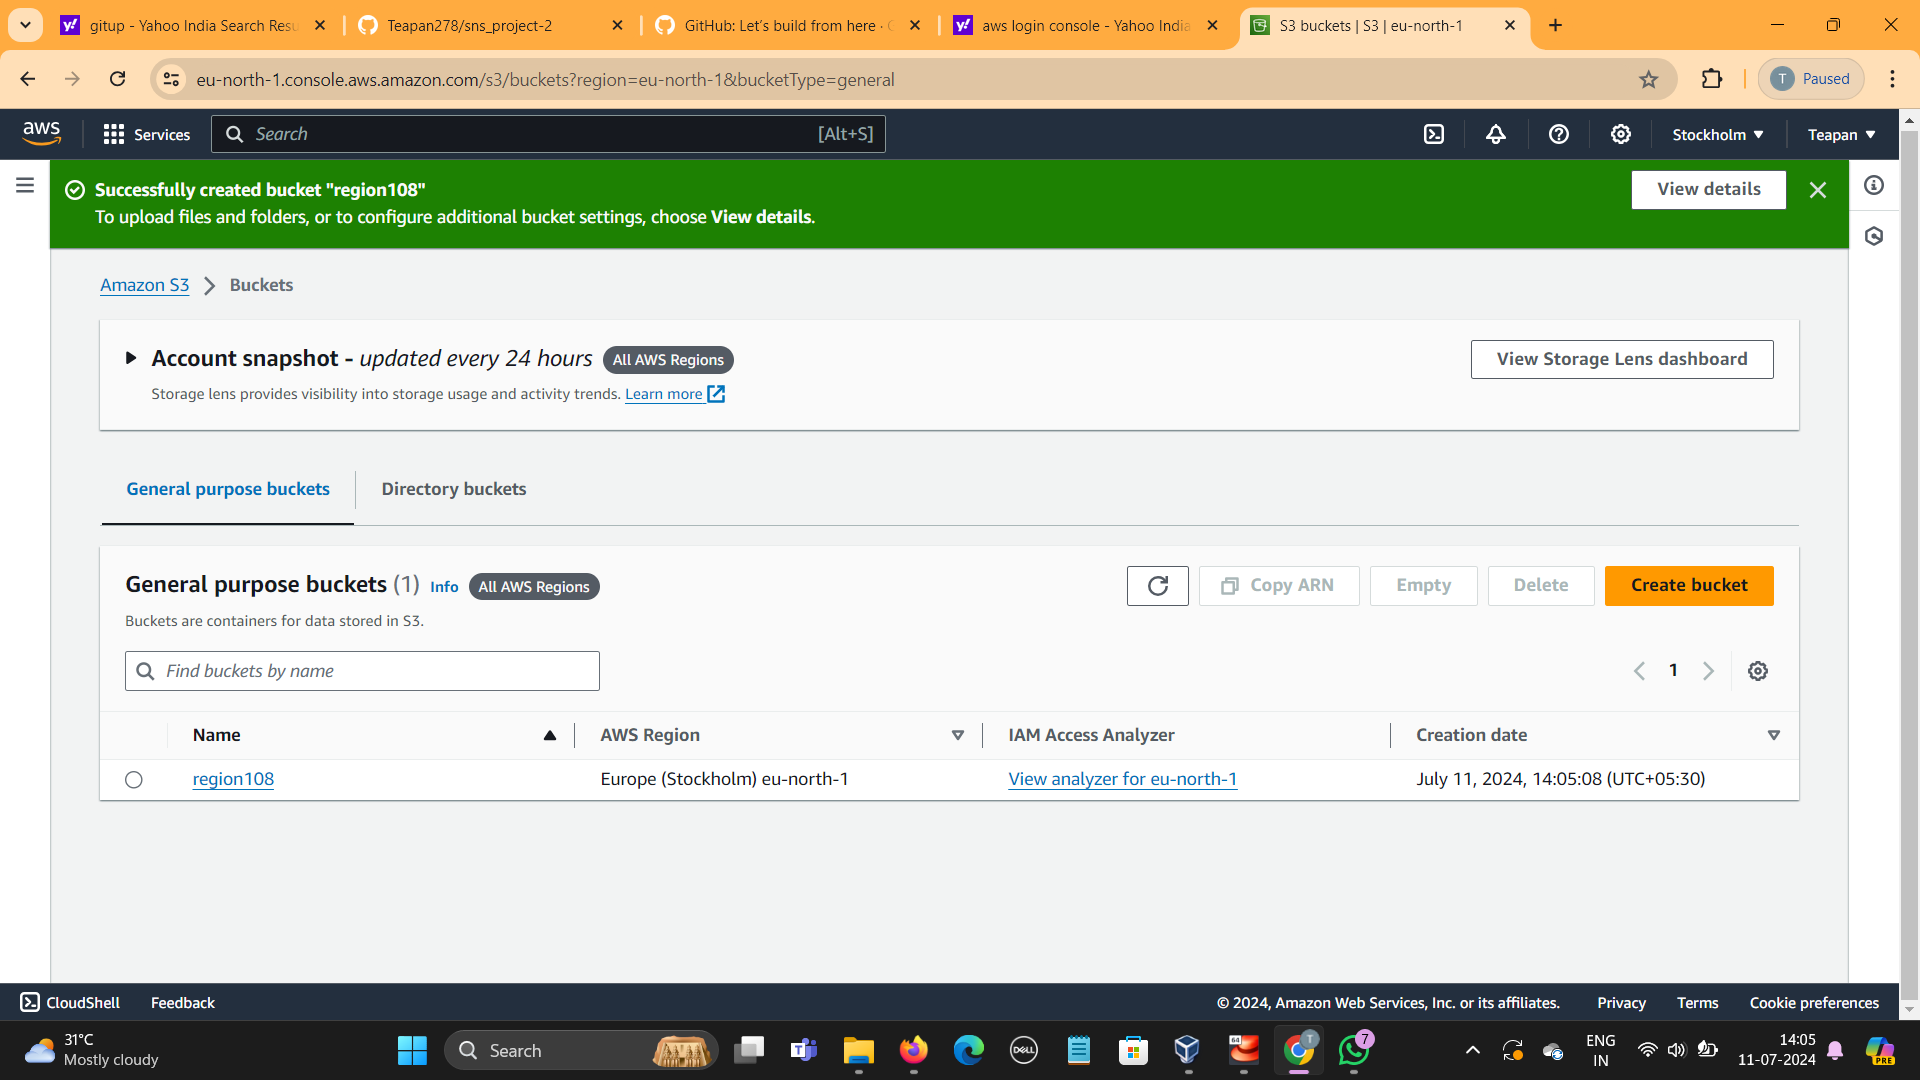 gitup - Yahoo India Search Resu
Teapan278/sns_project-2
GitHub: Let's build from here · G
aws login console - Yahoo India
S3 buckets | S3 | eu-north-1
eu-north-1.console.aws.amazon.com/s3/buckets?region=eu-north-1&bucketType=general
T Paused
aws
Services
Search [Alt+S]
Stockholm
Teapan
Successfully created bucket "region108"
To upload files and folders, or to configure additional bucket settings, choose View details.
View details
Amazon S3 > Buckets
Account snapshot - updated every 24 hours All AWS Regions
Storage lens provides visibility into storage usage and activity trends. Learn more
View Storage Lens dashboard
General purpose buckets
Directory buckets
General purpose buckets (1) Info All AWS Regions
Buckets are containers for data stored in S3.
Copy ARN
Empty
Delete
Create bucket
Find buckets by name
1
Name AWS Region IAM Access Analyzer Creation date
region108 Europe (Stockholm) eu-north-1 View analyzer for eu-north-1 July 11, 2024, 14:05:08 (UTC+05:30)
CloudShell Feedback © 2024, Amazon Web Services, Inc. or its affiliates. Privacy Terms Cookie preferences
31°C
Mostly cloudy
Search
DELL
64
T
7
ENG
IN
14:05
11-07-2024
PRE